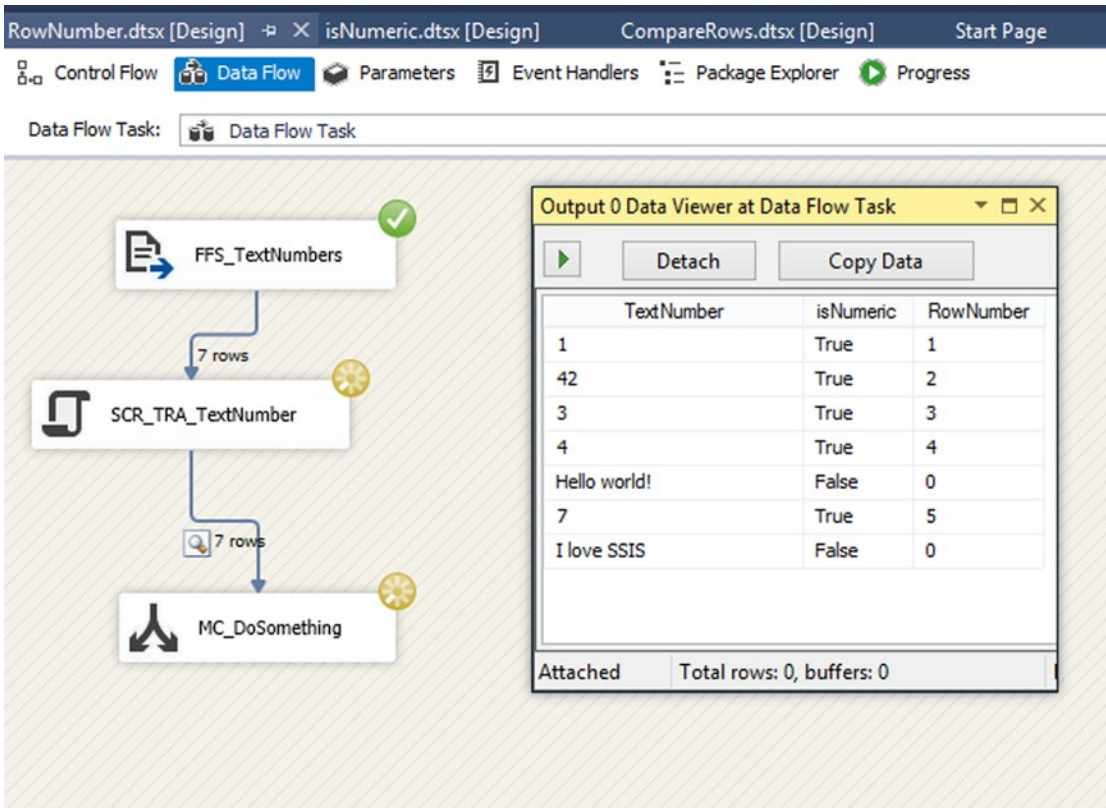 RowNumber.dtsx [Design] isNumeric.dtsx [Design] CompareRows.dtsx [Design] Start Page
Control Flow Data Flow Parameters Event Handlers Package Explorer Progress
Data Flow Task: Data Flow Task
FFS_TextNumbers
7 rows
SCR_TRA_TextNumber
7 rows
MC_DoSomething
Output 0 Data Viewer at Data Flow Task
Detach Copy Data
TextNumber isNumeric RowNumber
1 True 1
42 True 2
3 True 3
4 True 4
Hello world! False 0
7 True 5
I love SSIS False 0
Attached Total rows: 0, buffers: 0